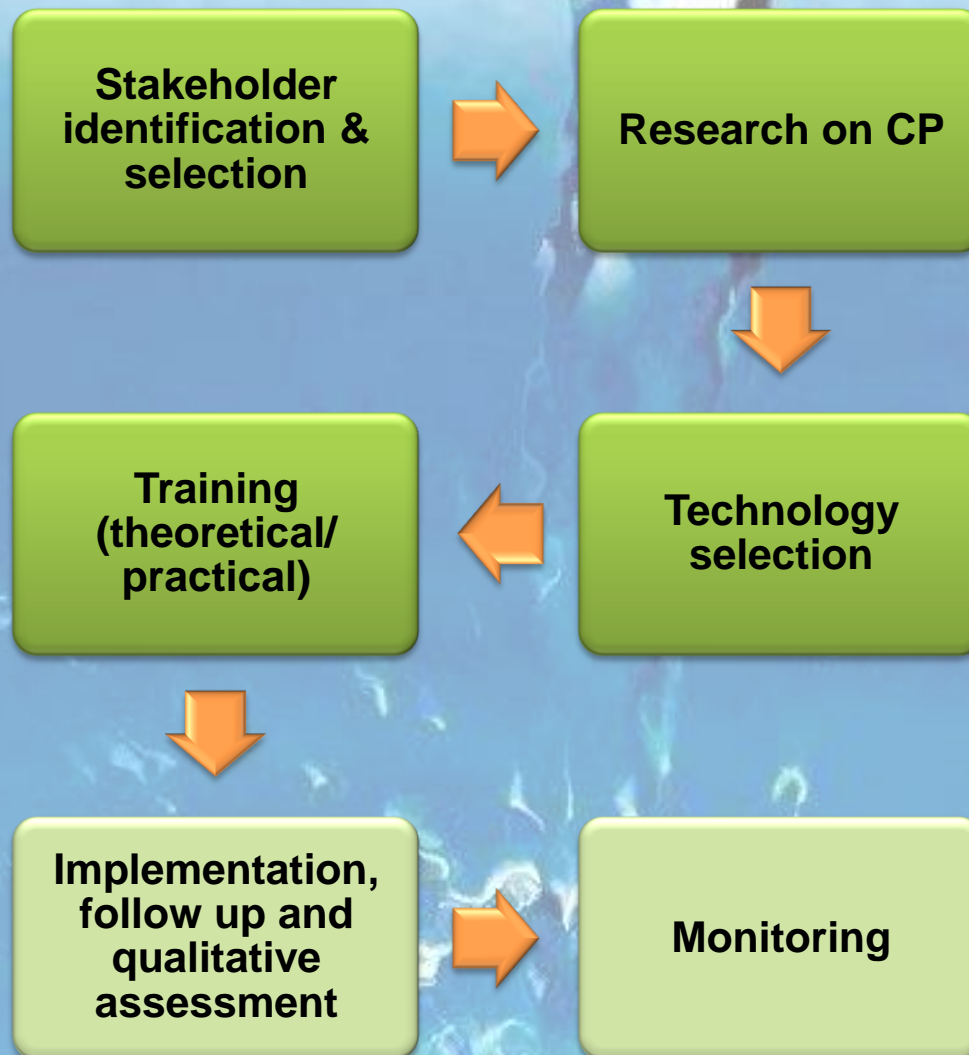 Stakeholder
identification &
selection
Research on CP
Technology
selection
Training
(theoretical/
practical)
Implementation,
follow up and
qualitative
assessment
Monitoring